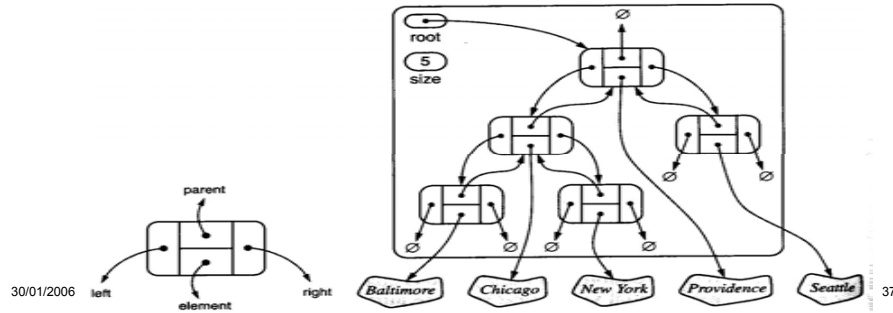 ∅
root
5
size
∅
∅
parent
∅
∅
∅
∅
30/01/2006
left
element
right
Baltimore
Chicago
New York
Providence
Seattle
37